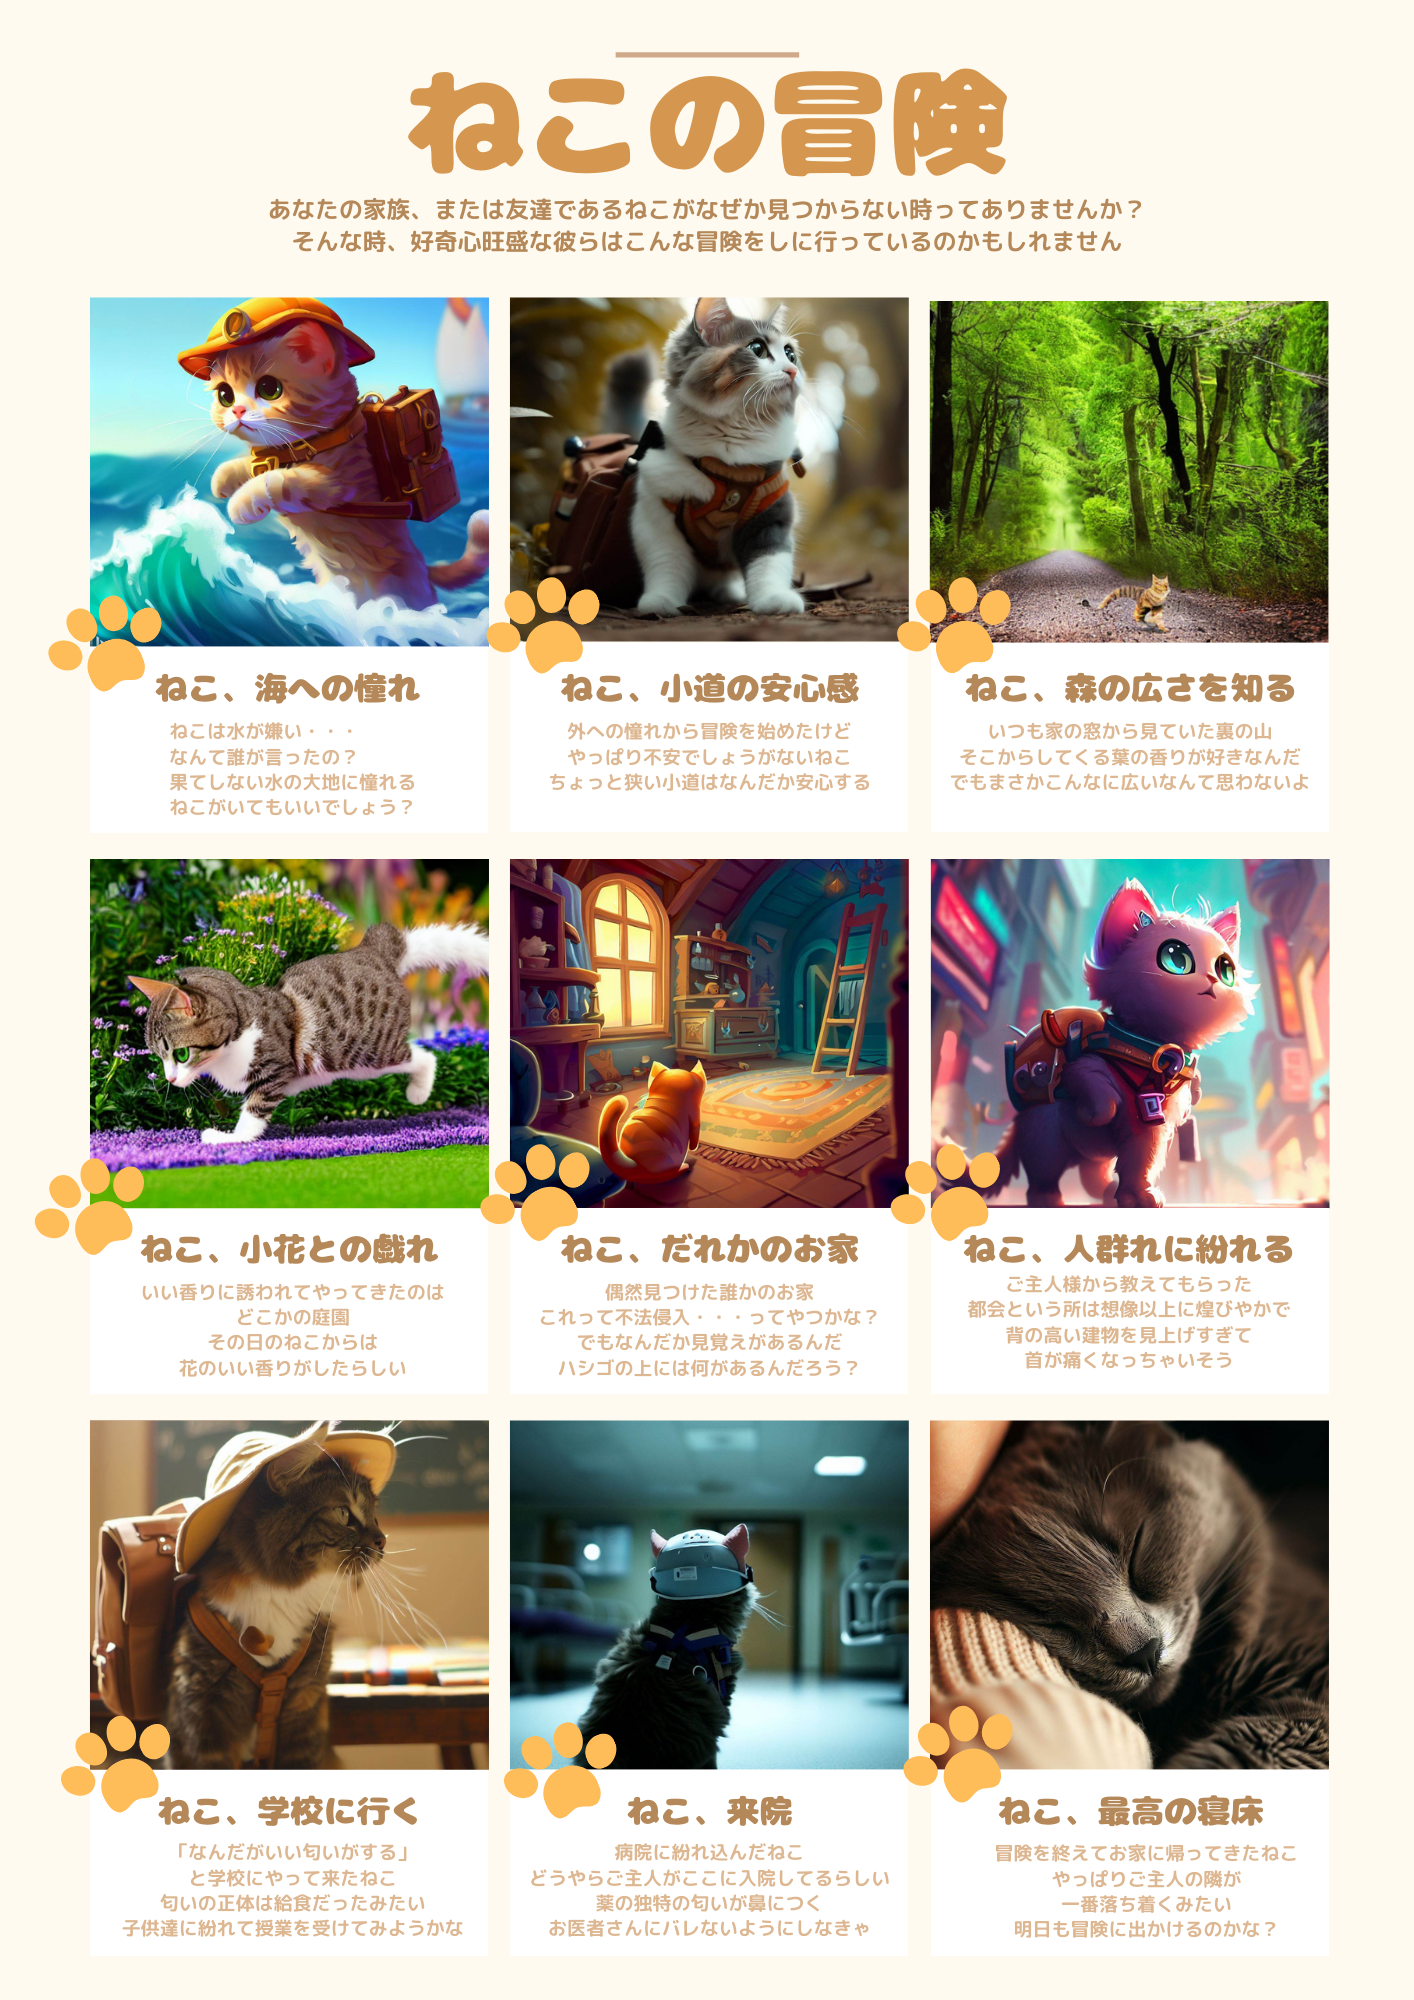 ねこの冒険
あなたの家族、または友達であるねこがなぜか見つからない時ってありませんか？
そんな時、好奇心旺盛な彼らはこんな冒険をしに行っているのかもしれません
ねこ、海への憧れ
ねこは水が嫌い・・・
なんて誰が言ったの？
果てしない水の大地に憧れる
ねこがいてもいいでしょう？
ねこ、小道の安心感
外への憧れから冒険を始めたけど
やっぱり不安でしょうがないねこ
ちょっと狭い小道はなんだか安心する
ねこ、森の広さを知る
いつも家の窓から見ていた裏の山
そこからしてくる葉の香りが好きなんだ
でもまさかこんなに広いなんて思わないよ
ねこ、小花との戯れ
いい香りに誘われてやってきたのは
どこかの庭園
その日のねこからは
花のいい香りがしたらしい
ねこ、だれかのお家
偶然見つけた誰かのお家
これって不法侵入・・・ってやつかな？
でもなんだか見覚えがあるんだ
ハシゴの上には何があるんだろう？
ねこ、人群れに紛れる
ご主人様から教えてもらった
都会という所は想像以上に煌びやかで
背の高い建物を見上げすぎて
首が痛くなっちゃいそう
ねこ、学校に行く
「なんだがいい匂いがする」
と学校にやって来たねこ
匂いの正体は給食だったみたい
子供達に紛れて授業を受けてみようかな
ねこ、来院
病院に紛れ込んだねこ
どうやらご主人がここに入院してるらしい
薬の独特の匂いが鼻につく
お医者さんにバレないようにしなきゃ
ねこ、最高の寝床
冒険を終えてお家に帰ってきたねこ
やっぱりご主人の隣が
一番落ち着くみたい
明日も冒険に出かけるのかな？